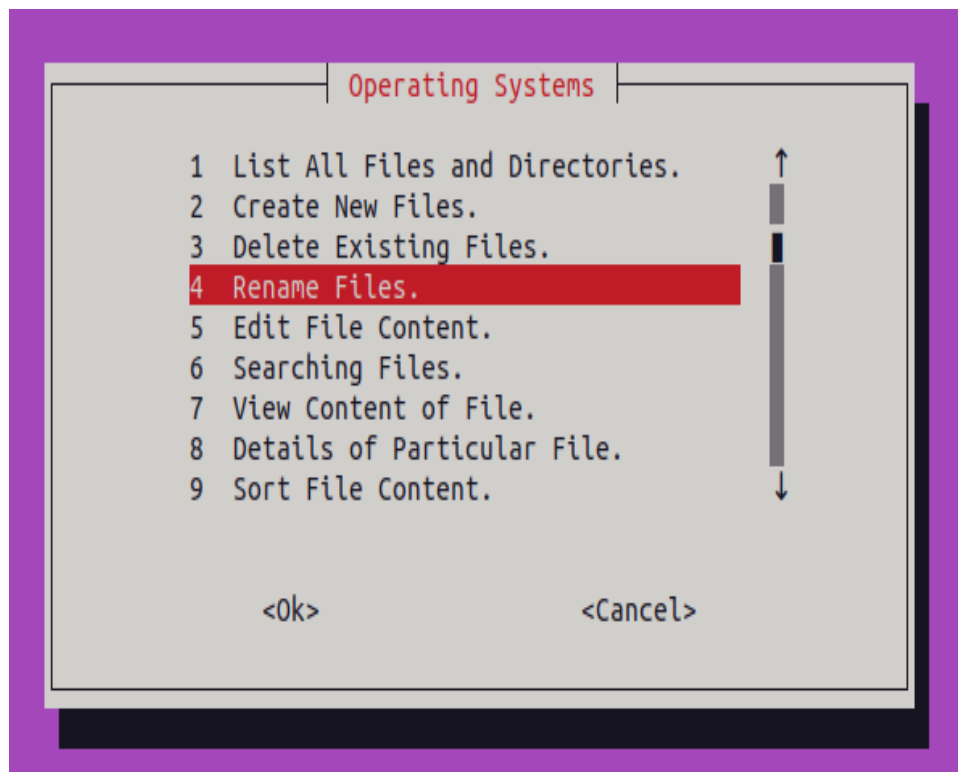 Operating Systems
1 List All Files and Directories. ↑
2 Create New Files.
3 Delete Existing Files.
4 Rename Files.
5 Edit File Content.
6 Searching Files.
7 View Content of File.
8 Details of Particular File.
9 Sort File Content. ↓
<Ok> <Cancel>